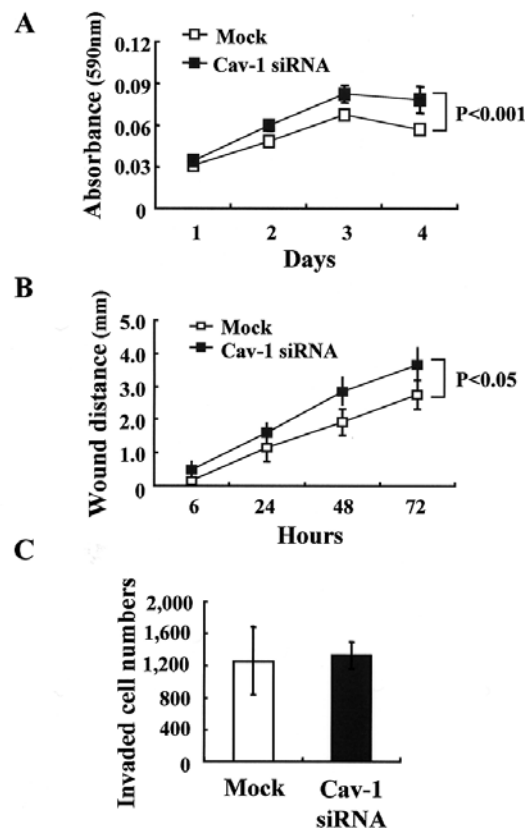 A
Absorbance (590nm)
0.12
0.09
0.06
0.03
0
Mock
Cav-1 siRNA
P<0.001
1 2 3 4
Days
B
Wound distance (mm)
5.0
4.0
3.0
2.0
1.0
0
Mock
Cav-1 siRNA
P<0.05
6 24 48 72
Hours
C
Invaded cell numbers
2,000
1,600
1,200
800
400
0
Mock Cav-1
siRNA